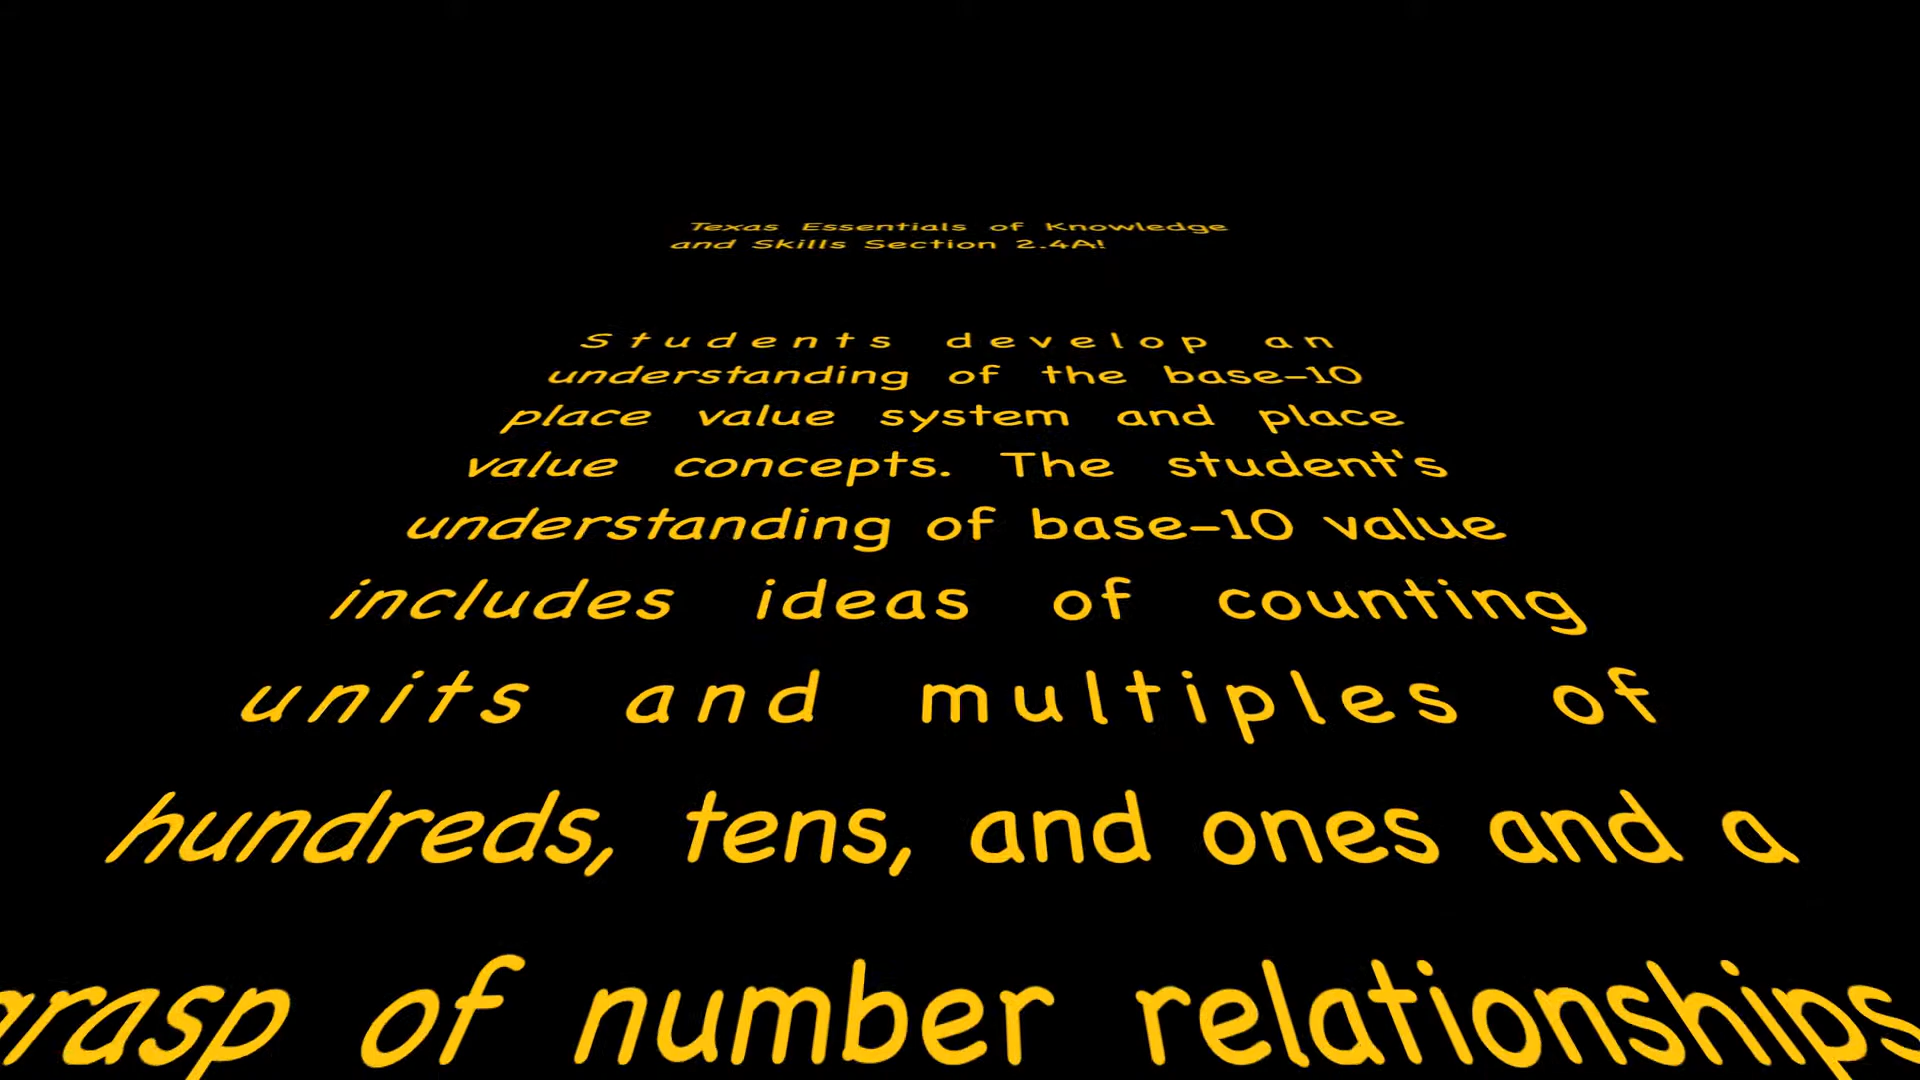 Texas Essentials of Knowledge
and Skills Section 2.4A!
Students develop an
understanding of the base-10
place value system and place
value concepts. The student's
understanding of base-10 value
includes ideas of counting
units and multiples of
hundreds, tens, and ones and a
grasp of number relationships